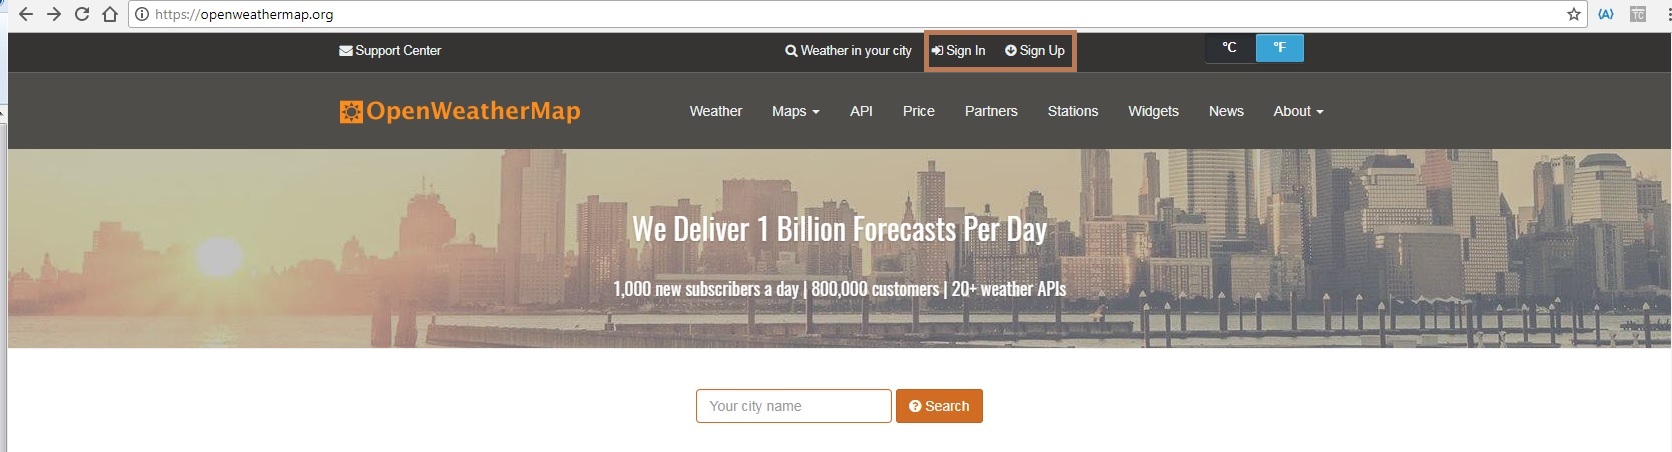 https://openweathermap.org
Support Center Weather in your city Sign In Sign Up °C °F
OpenWeatherMap Weather Maps API Price Partners Stations Widgets News About
We Deliver 1 Billion Forecasts Per Day
1,000 new subscribers a day | 800,000 customers | 20+ weather APIs
Your city name Search